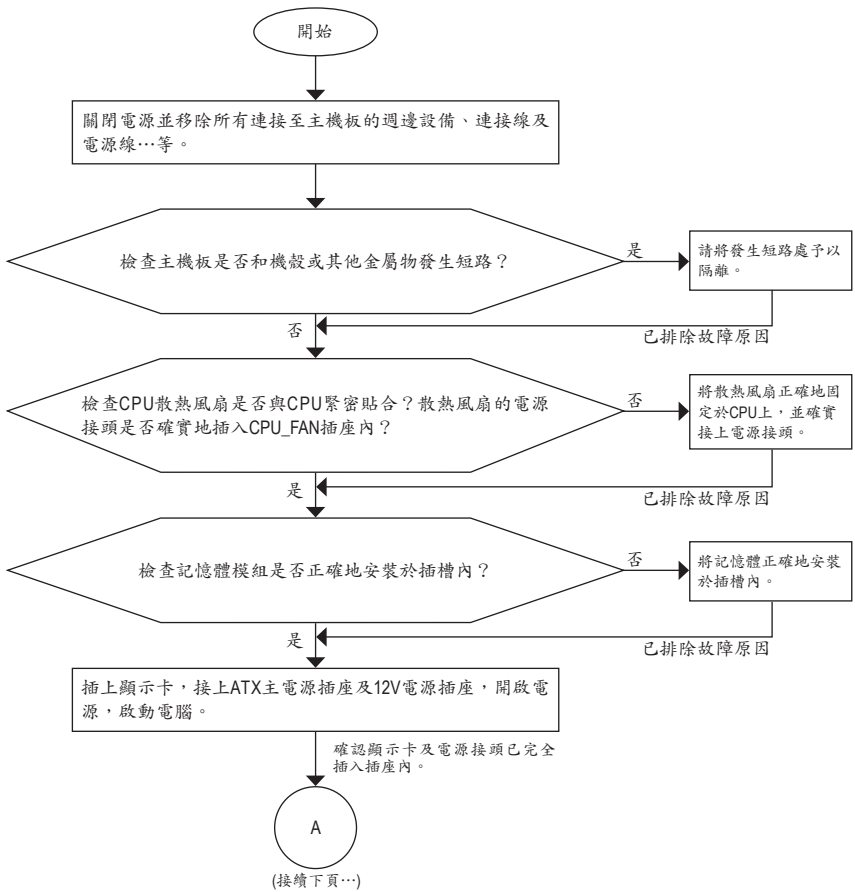 開始
關閉電源並移除所有連接至主機板的週邊設備、連接線及
電源線⋯等。
檢查主機板是否和機殼或其他金屬物發生短路？
是
請將發生短路處予以
隔離。
否
已排除故障原因
檢查CPU散熱風扇是否與CPU緊密貼合？散熱風扇的電源
接頭是否確實地插入CPU_FAN插座內？
否
將散熱風扇正確地固
定於CPU上，並確實
接上電源接頭。
是
已排除故障原因
檢查記憶體模組是否正確地安裝於插槽內？
否
將記憶體正確地安裝
於插槽內。
是
已排除故障原因
插上顯示卡，接上ATX主電源插座及12V電源插座，開啟電
源，啟動電腦。
確認顯示卡及電源接頭已完全
插入插座內。
A
(接續下頁⋯)